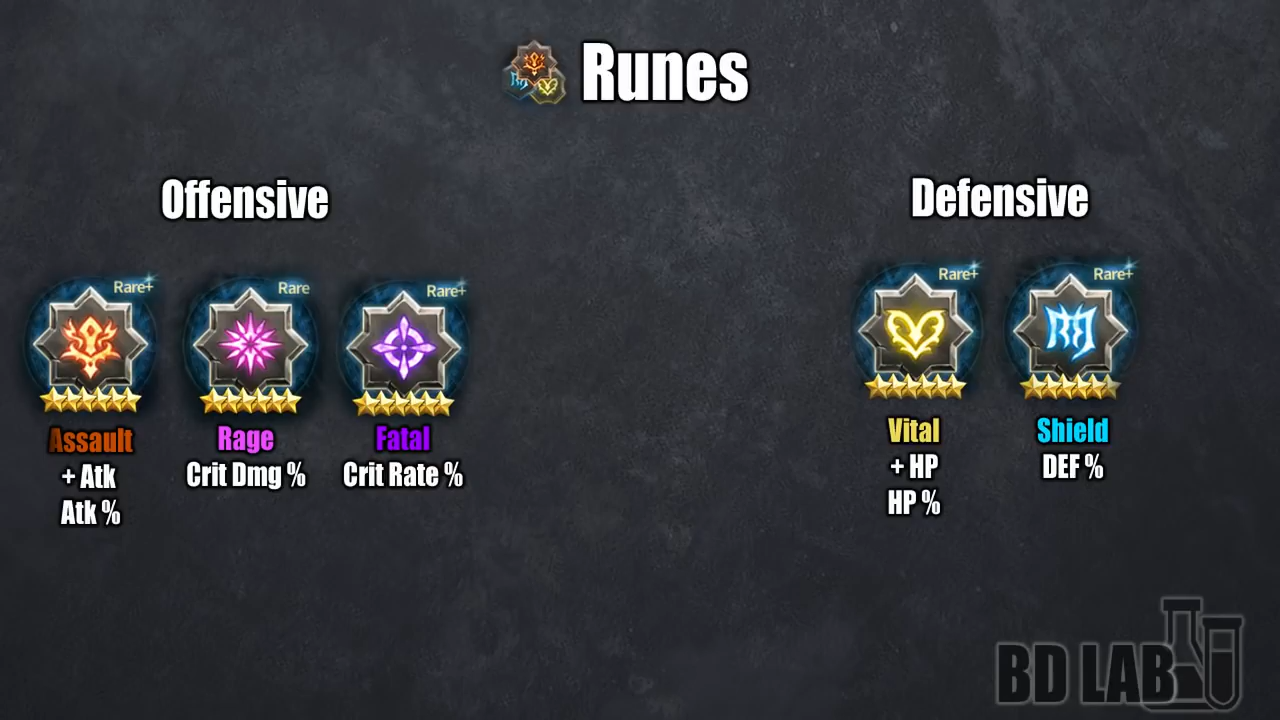 Runes
Offensive
Defensive
Rare+
Rare
Rare+
Assault
+ Atk
Atk %
Rage
Crit Dmg %
Fatal
Crit Rate %
Rare+
Rare+
Vital
+ HP
HP %
Shield
DEF %
BD LAB